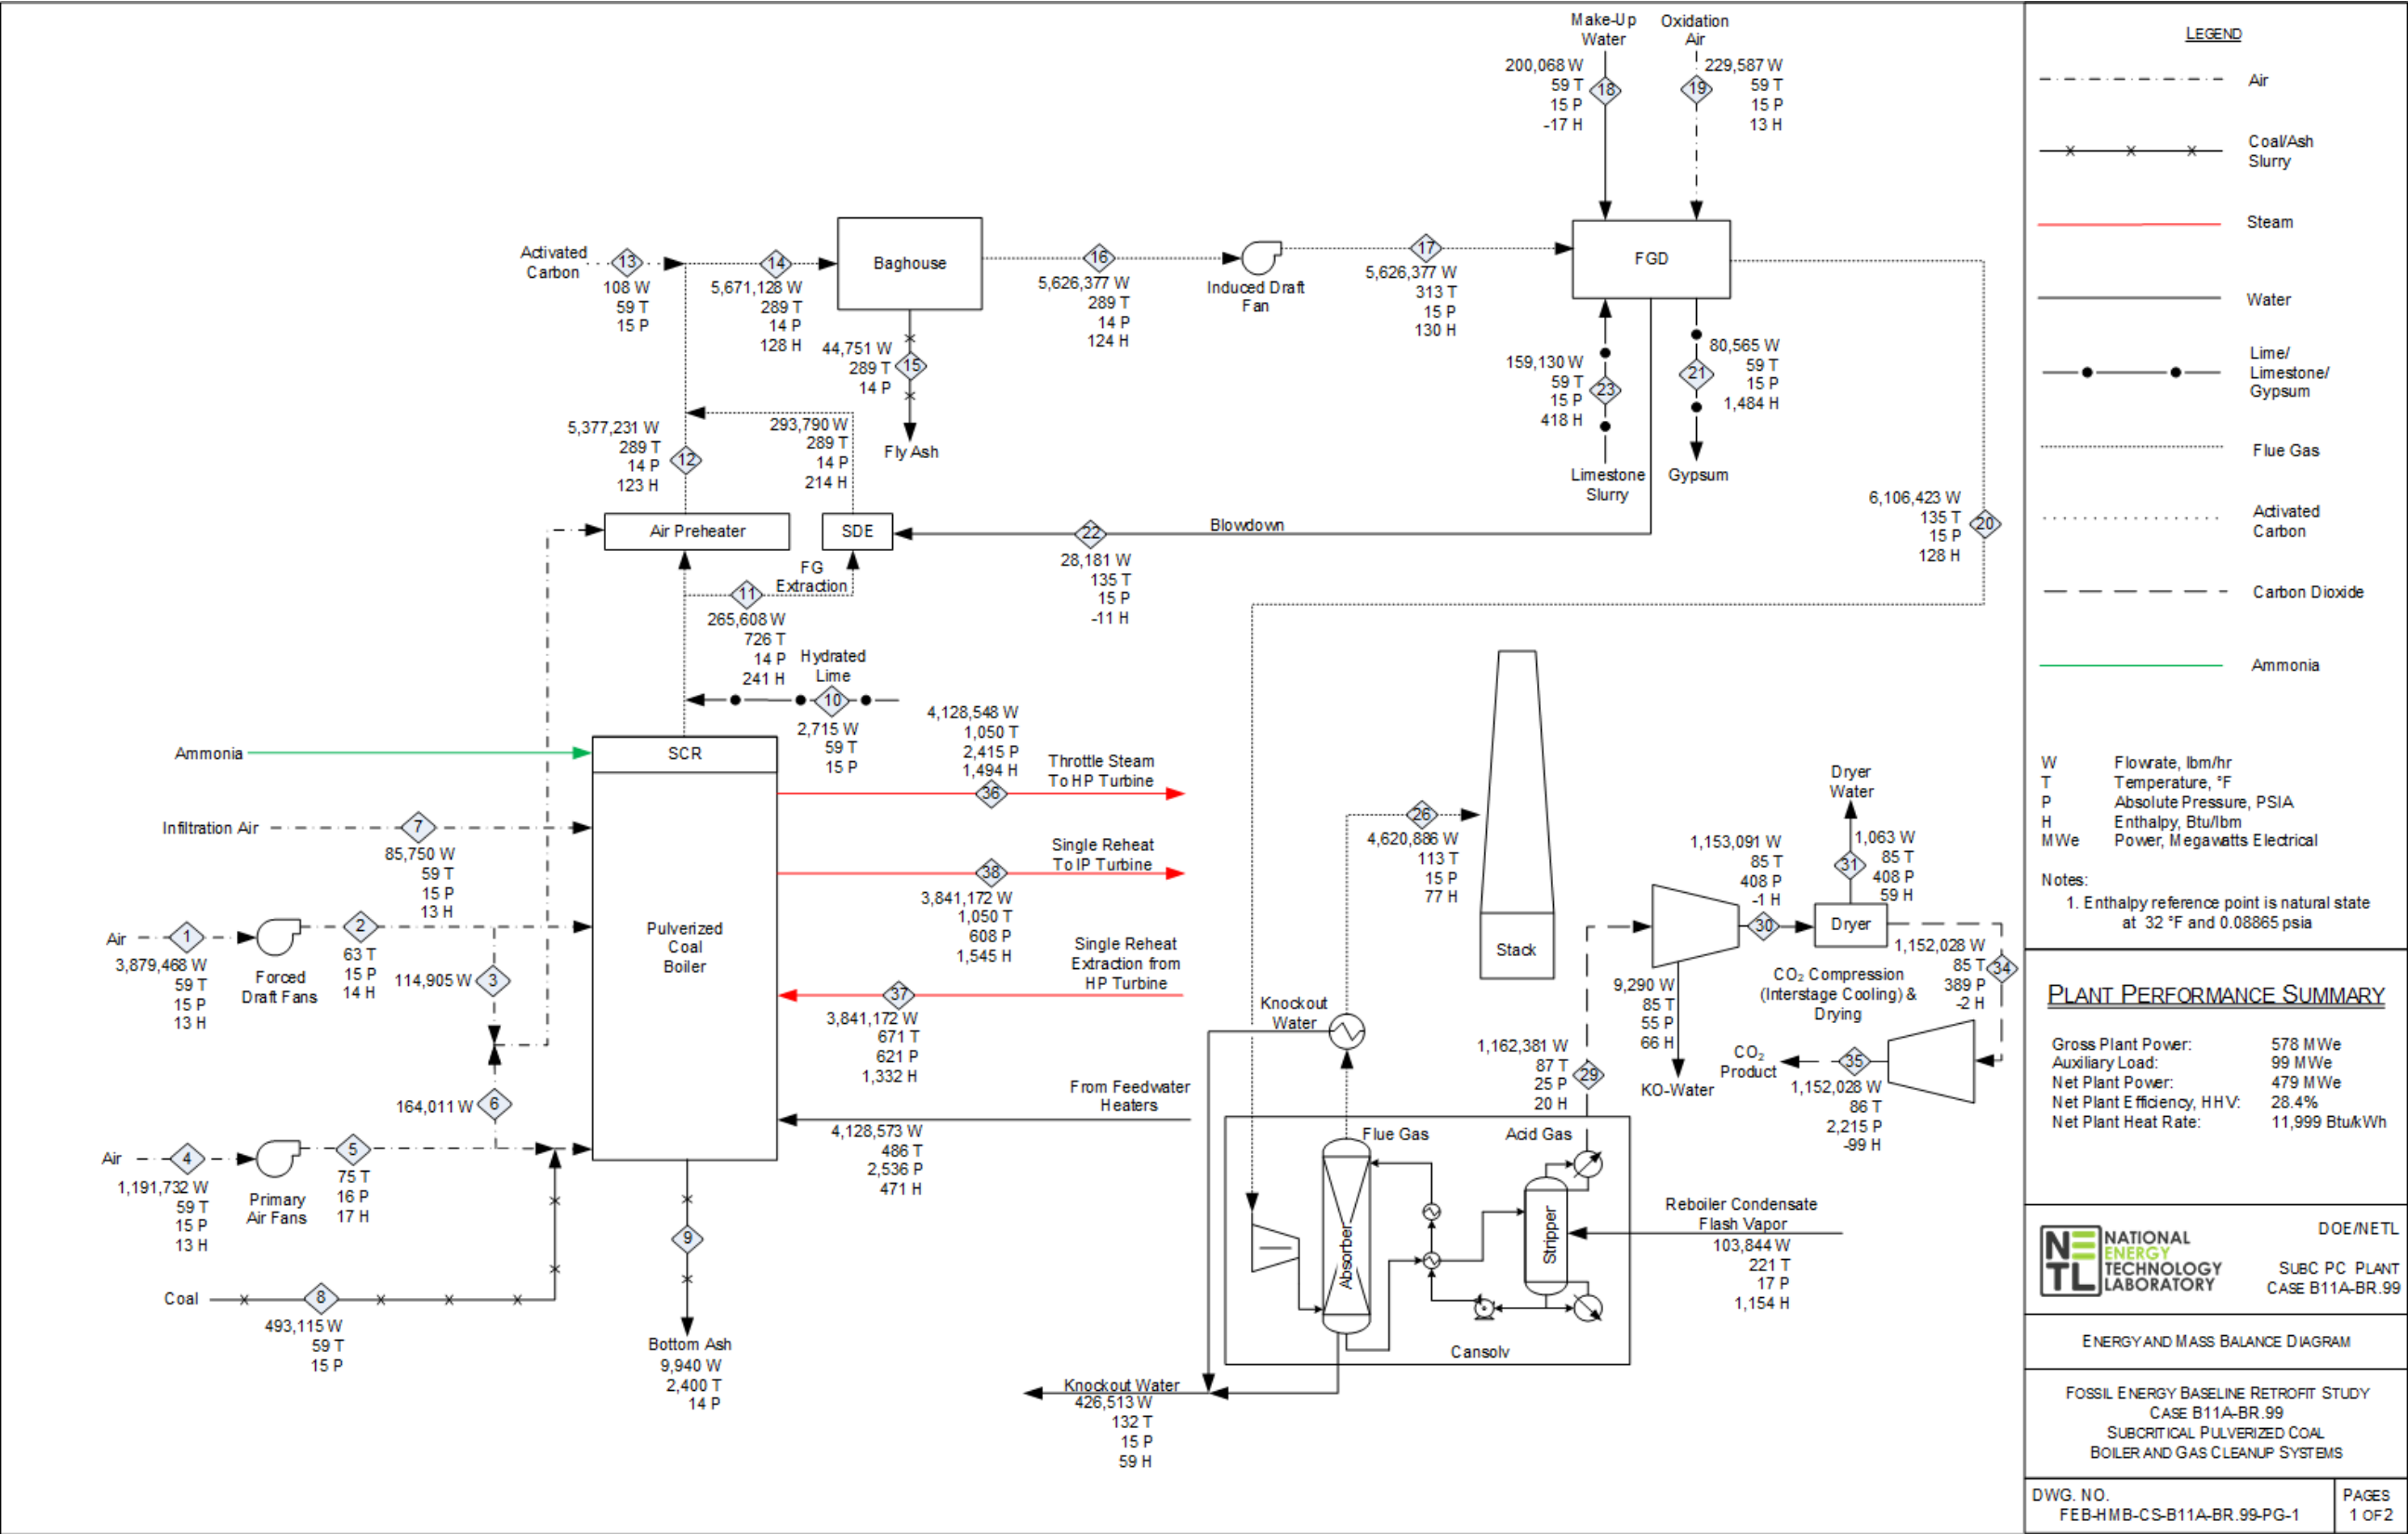 Make-Up
Water
200,068 W
59 T
15 P
-17 H
18
Oxidation
Air
229,587 W
59 T
15 P
13 H
19
Activated
Carbon
13
108 W
59 T
15 P
14
5,671,128 W
289 T
14 P
128 H
Baghouse
16
5,626,377 W
289 T
14 P
124 H
Induced Draft
Fan
17
5,626,377 W
313 T
15 P
130 H
FGD
44,751 W
289 T
14 P
15
Fly Ash
159,130 W
59 T
15 P
418 H
23
Limestone
Slurry
80,565 W
59 T
15 P
1,484 H
21
Gypsum
5,377,231 W
289 T
14 P
123 H
12
293,790 W
289 T
14 P
214 H
Air Preheater
SDE
22
Blowdown
28,181 W
135 T
15 P
-11 H
6,106,423 W
135 T
15 P
128 H
20
FG
Extraction
11
265,608 W
726 T
14 P
241 H
Hydrated
Lime
10
2,715 W
59 T
15 P
Ammonia
SCR
4,128,548 W
1,050 T
2,415 P
1,494 H
36
Throttle Steam
To HP Turbine
Infiltration Air
7
85,750 W
59 T
15 P
13 H
38
Single Reheat
To IP Turbine
3,841,172 W
1,050 T
608 P
1,545 H
Air
1
3,879,468 W
59 T
15 P
13 H
Forced
Draft Fans
2
63 T
15 P
14 H
114,905 W
3
Pulverized
Coal
Boiler
Single Reheat
Extraction from
HP Turbine
37
3,841,172 W
671 T
621 P
1,332 H
164,011 W
6
From Feedwater
Heaters
4,128,573 W
486 T
2,536 P
471 H
Air
4
1,191,732 W
59 T
15 P
13 H
Primary
Air Fans
5
75 T
16 P
17 H
Coal
8
493,115 W
59 T
15 P
9
Bottom Ash
9,940 W
2,400 T
14 P
26
4,620,886 W
113 T
15 P
77 H
Stack
Knockout
Water
1,153,091 W
85 T
408 P
-1 H
30
Dryer
Water
1,063 W
85 T
408 P
59 H
31
Dryer
1,152,028 W
85 T
389 P
-2 H
34
CO₂ Compression
(Interstage Cooling) &
Drying
9,290 W
85 T
55 P
66 H
KO-Water
1,162,381 W
87 T
25 P
20 H
29
CO₂
Product
35
1,152,028 W
86 T
2,215 P
-99 H
Flue Gas
Acid Gas
Absorber
Stripper
Cansolv
Reboiler Condensate
Flash Vapor
103,844 W
221 T
17 P
1,154 H
Knockout Water
426,513 W
132 T
15 P
59 H
LEGEND
Air
Coal/Ash
Slurry
Steam
Water
Lime/
Limestone/
Gypsum
Flue Gas
Activated
Carbon
Carbon Dioxide
Ammonia
W Flowrate, lbm/hr
T Temperature, °F
P Absolute Pressure, PSIA
H Enthalpy, Btu/lbm
MWe Power, Megawatts Electrical
Notes:
1. Enthalpy reference point is natural state
at 32 °F and 0.08865 psia
PLANT PERFORMANCE SUMMARY
Gross Plant Power: 578 MWe
Auxiliary Load: 99 MWe
Net Plant Power: 479 MWe
Net Plant Efficiency, HHV: 28.4%
Net Plant Heat Rate: 11,999 Btu/kWh
NETL
NATIONAL
ENERGY
TECHNOLOGY
LABORATORY
DOE/NETL
SUBC PC PLANT
CASE B11A-BR.99
ENERGY AND MASS BALANCE DIAGRAM
FOSSIL ENERGY BASELINE RETROFIT STUDY
CASE B11A-BR.99
SUBCRITICAL PULVERIZED COAL
BOILER AND GAS CLEANUP SYSTEMS
DWG. NO.
FEB-HMB-CS-B11A-BR.99-PG-1
PAGES
1 OF 2